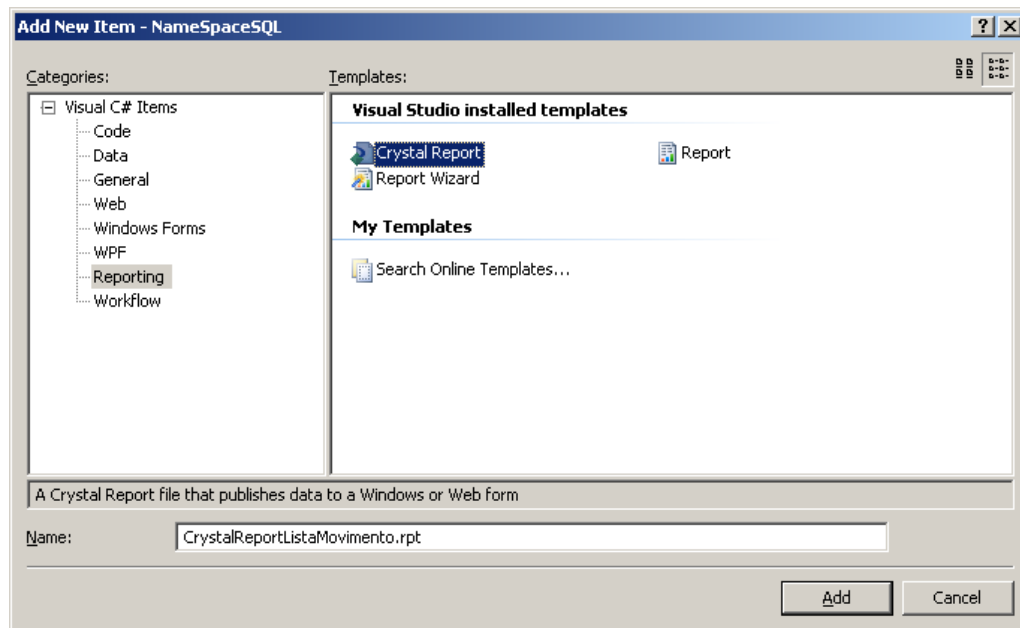 Add New Item - NameSpaceSQL
Categories:
Templates:
Visual C# Items
Code
Data
General
Web
Windows Forms
WPF
Reporting
Workflow
Visual Studio installed templates
Crystal Report
Report
Report Wizard
My Templates
Search Online Templates...
A Crystal Report file that publishes data to a Windows or Web form
Name:
CrystalReportListaMovimento.rpt
Add
Cancel